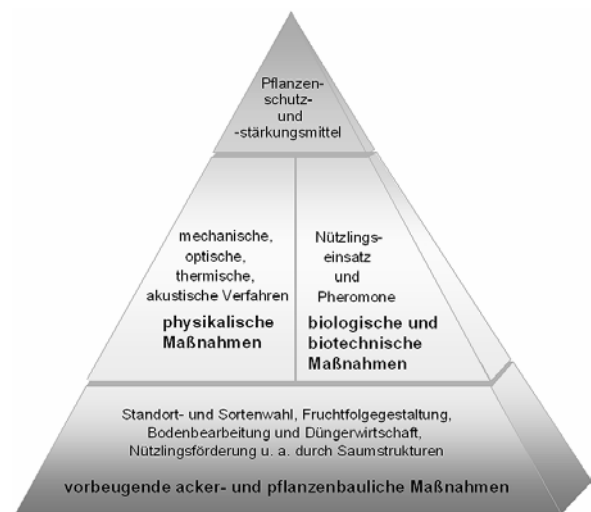 Pflanzen-
schutz-
und
-stärkungsmittel
mechanische,
optische,
thermische,
akustische Verfahren
physikalische
Maßnahmen
Nützlings-
einsatz
und
Pheromone
biologische und
biotechnische
Maßnahmen
Standort- und Sortenwahl, Fruchtfolgegestaltung,
Bodenbearbeitung und Düngerwirtschaft,
Nützlingsförderung u. a. durch Saumstrukturen
vorbeugende acker- und pflanzenbauliche Maßnahmen